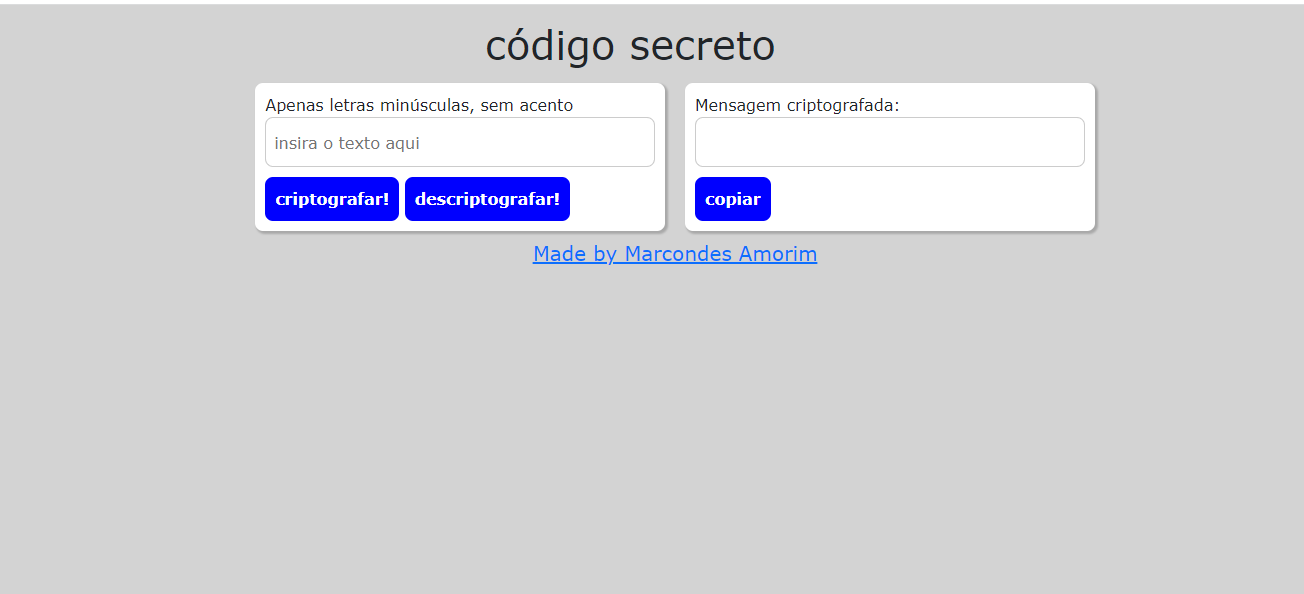 código secreto
Apenas letras minúsculas, sem acento
insira o texto aqui
criptografar! descriptografar!
Mensagem criptografada:
copiar
Made by Marcondes Amorim